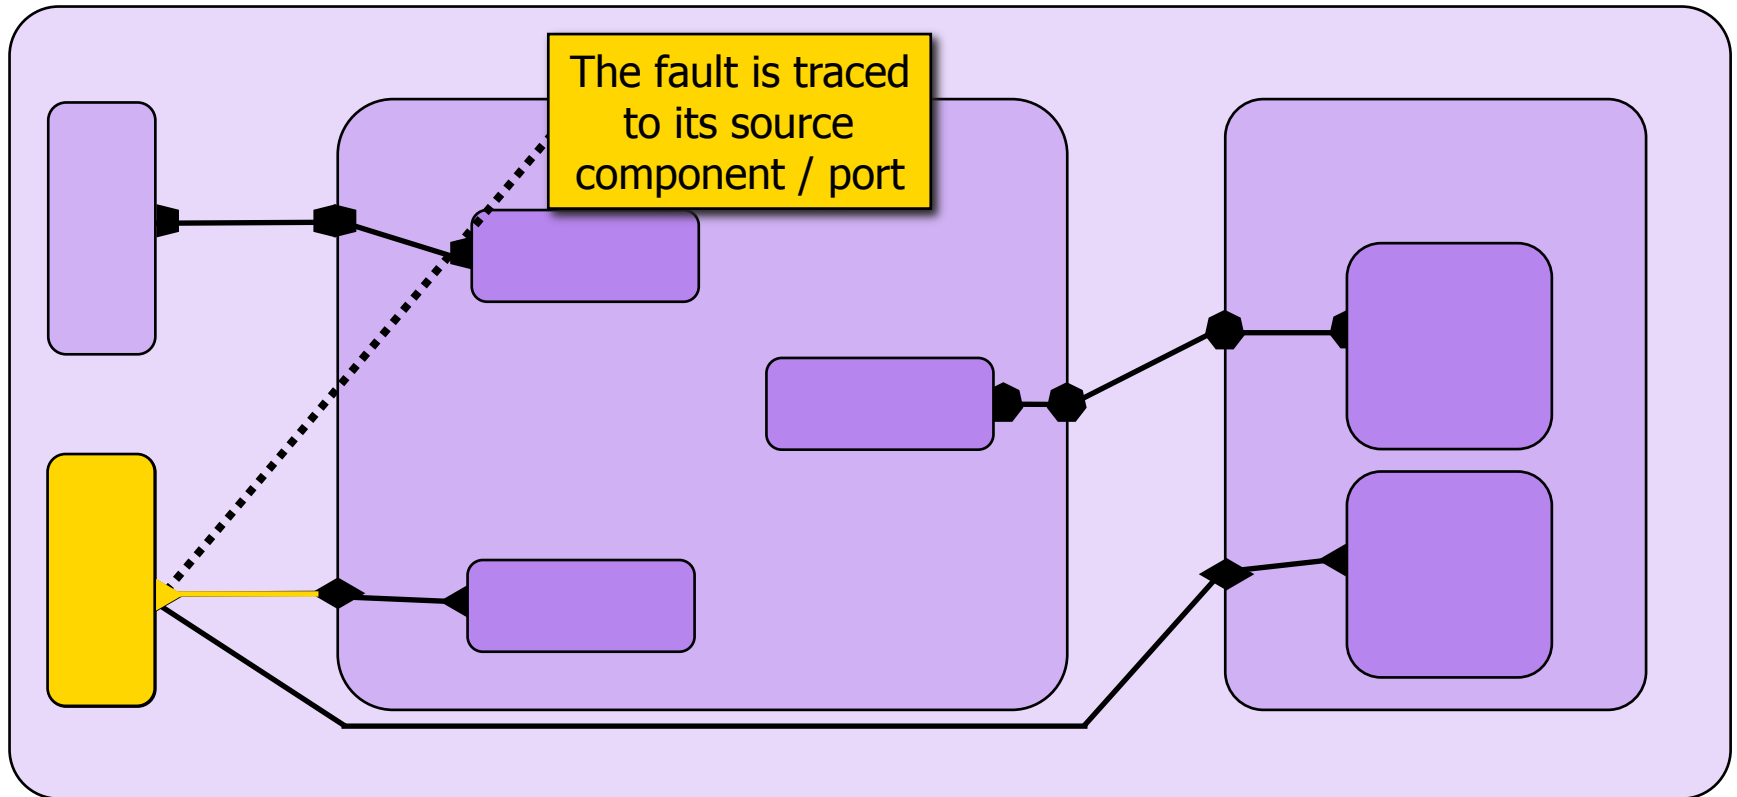 The fault is traced
to its source
component / port